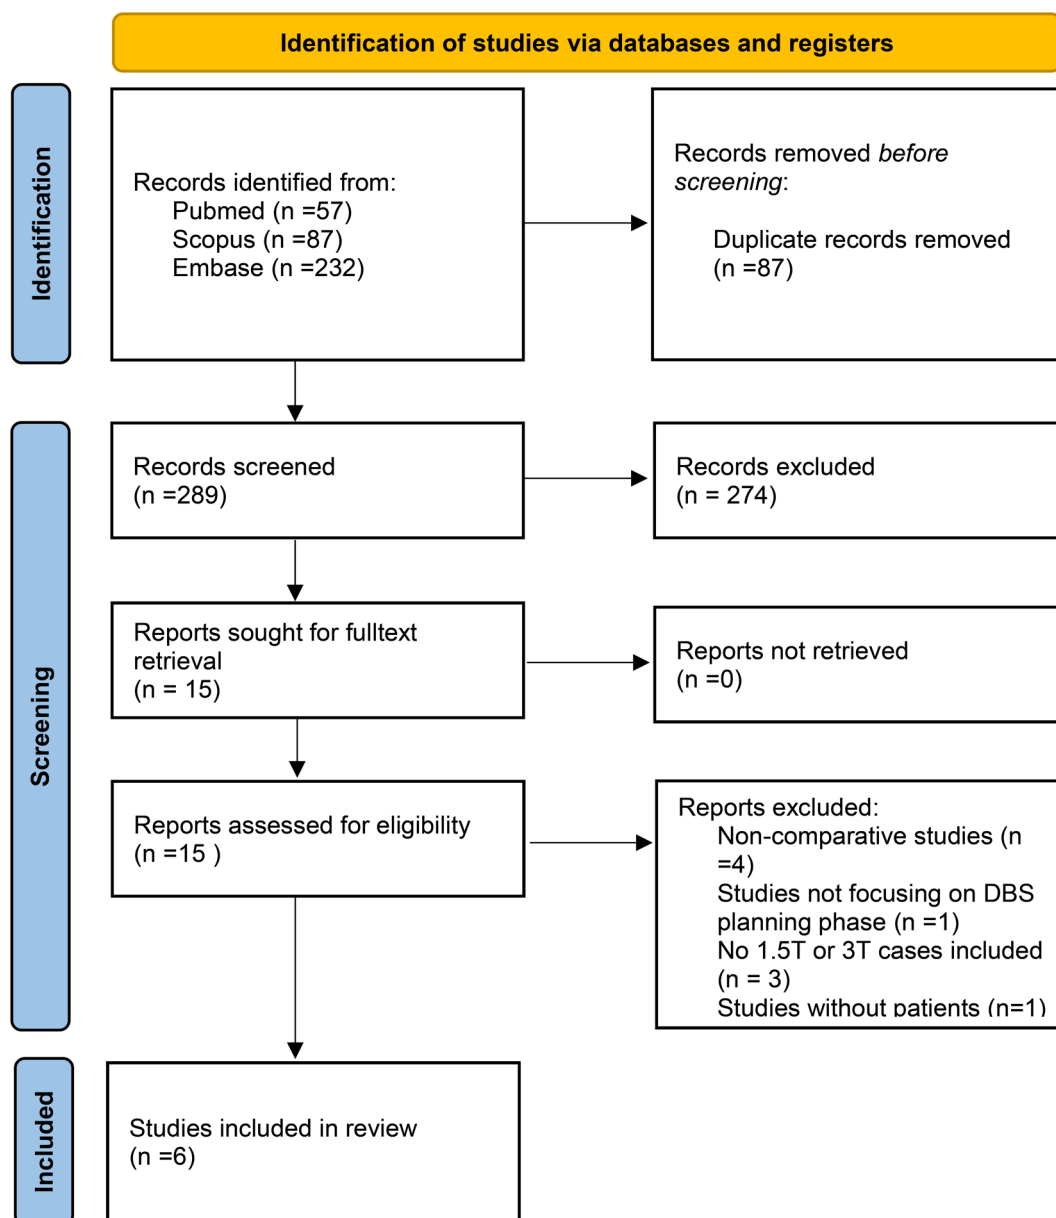 Identification of studies via databases and registers
Identification
Records identified from:
Pubmed (n =57)
Scopus (n =87)
Embase (n =232)
Records removed before
screening:
Duplicate records removed
(n =87)
Screening
Records screened
(n =289)
Records excluded
(n = 274)
Reports sought for fulltext
retrieval
(n = 15)
Reports not retrieved
(n =0)
Reports assessed for eligibility
(n =15 )
Reports excluded:
Non-comparative studies (n
=4)
Studies not focusing on DBS
planning phase (n =1)
No 1.5T or 3T cases included
(n = 3)
Studies without patients (n=1)
Included
Studies included in review
(n =6)